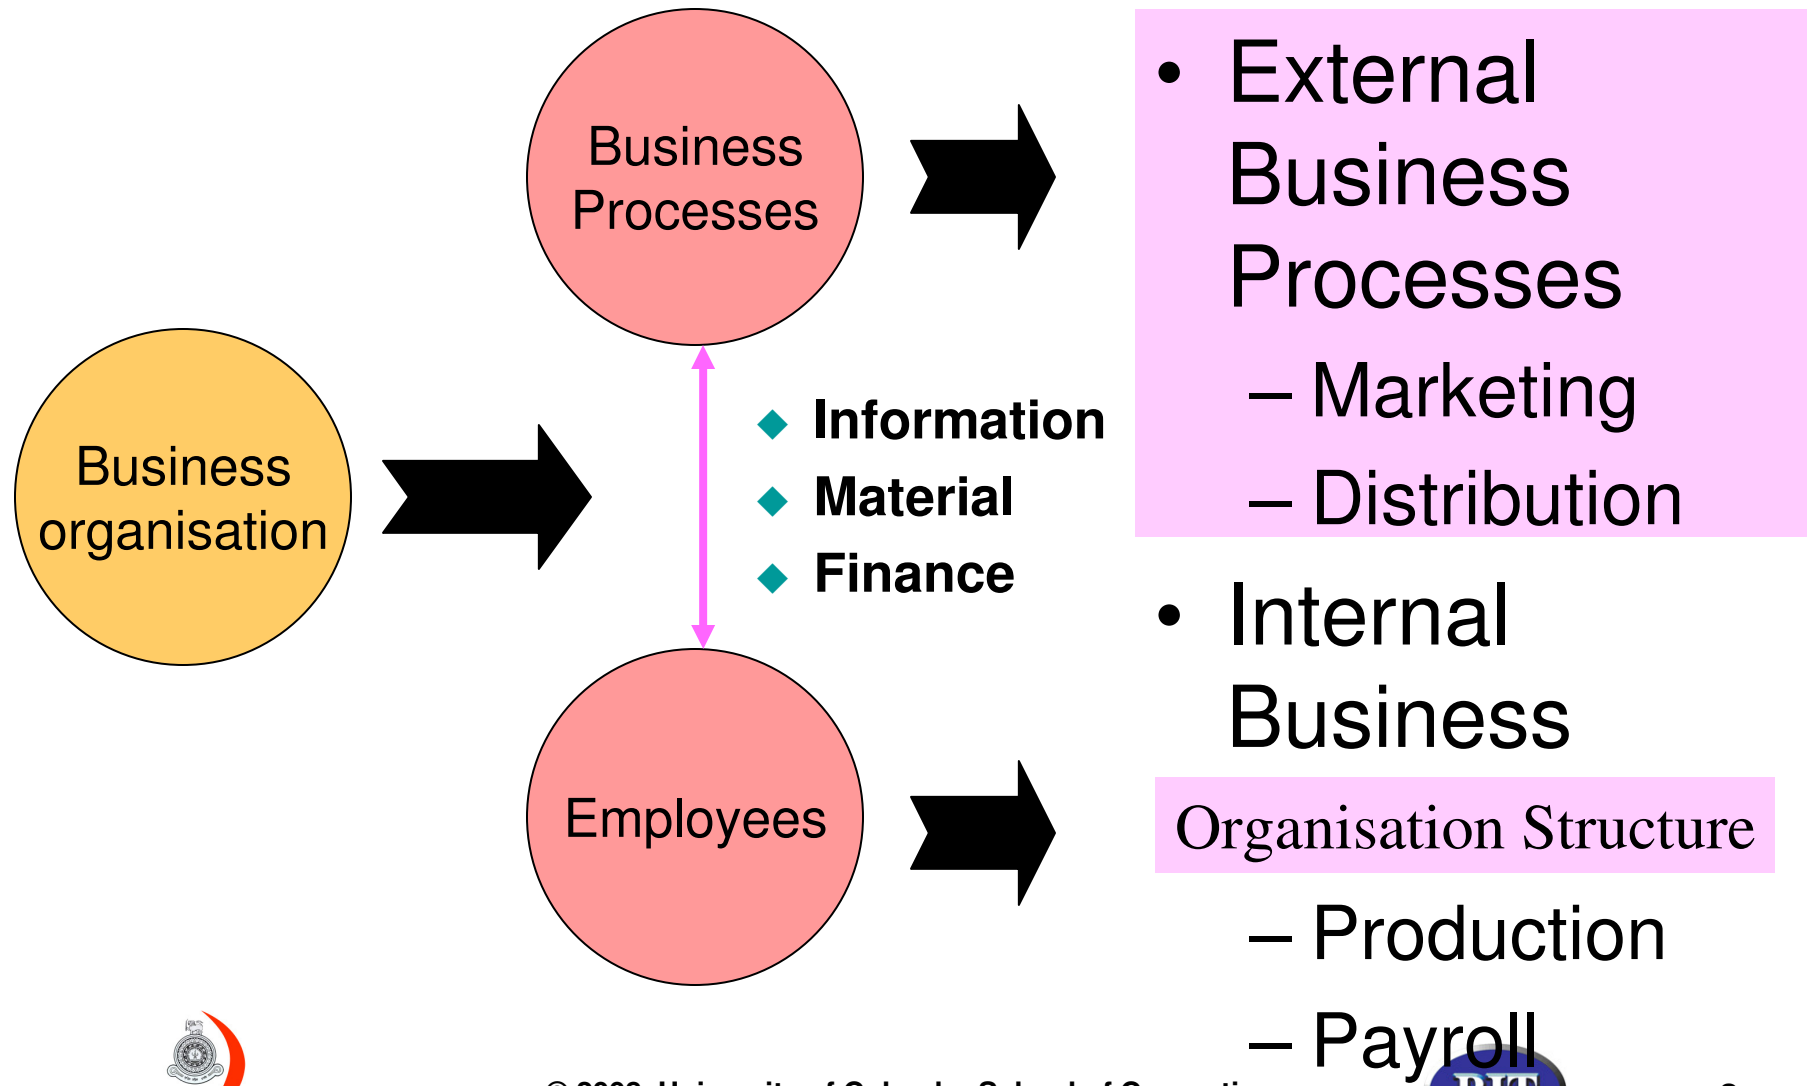 Business
Processes
Business
organisation
◆ Information
◆ Material
◆ Finance
Employees
• External
Business
Processes
– Marketing
– Distribution
• Internal
Business
Organisation Structure
– Production
– Payroll